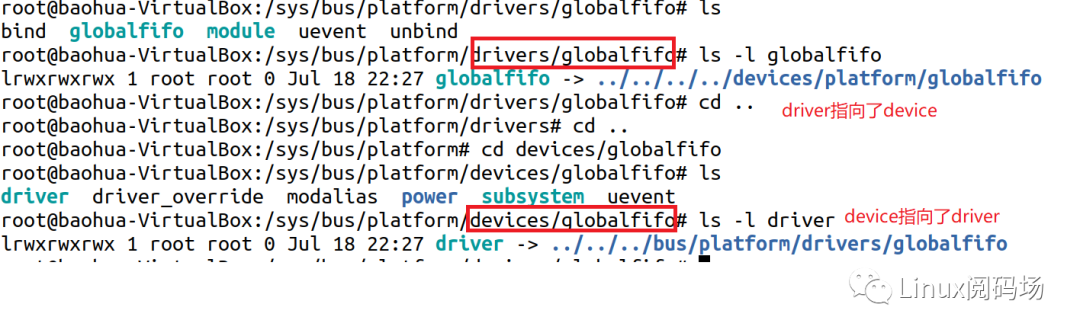 root@baohua-VirtualBox:/sys/bus/platform/drivers/globalfifo# ls
bind globalfifo module uevent unbind
root@baohua-VirtualBox:/sys/bus/platform/drivers/globalfifo# ls -l globalfifo
lrwxrwxrwx 1 root root 0 Jul 18 22:27 globalfifo -> ../../../../devices/platform/globalfifo
root@baohua-VirtualBox:/sys/bus/platform/drivers/globalfifo# cd ..
driver指向了device
root@baohua-VirtualBox:/sys/bus/platform/drivers# cd ..
root@baohua-VirtualBox:/sys/bus/platform# cd devices/globalfifo
root@baohua-VirtualBox:/sys/bus/platform/devices/globalfifo# ls
driver driver_override modalias power subsystem uevent
root@baohua-VirtualBox:/sys/bus/platform/devices/globalfifo# ls -l driver device指向了driver
lrwxrwxrwx 1 root root 0 Jul 18 22:27 driver -> ../../../bus/platform/drivers/globalfifo
Linux阅码场